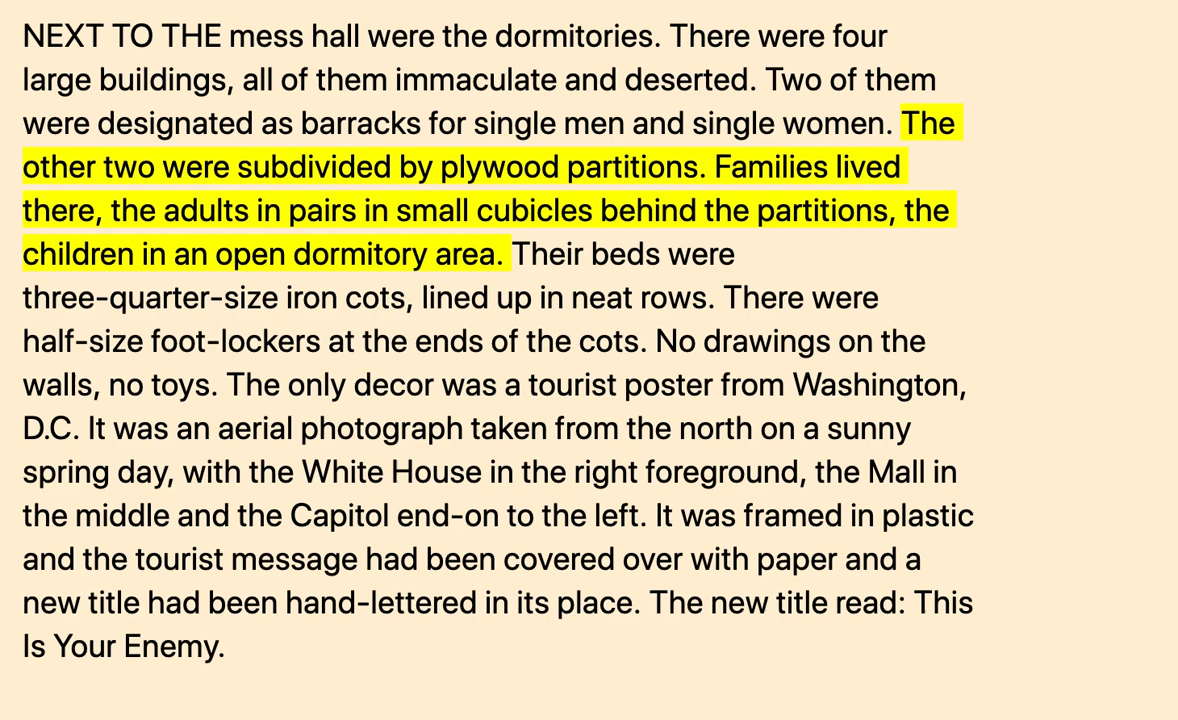 NEXT TO THE mess hall were the dormitories. There were four
large buildings, all of them immaculate and deserted. Two of them
were designated as barracks for single men and single women. The
other two were subdivided by plywood partitions. Families lived
there, the adults in pairs in small cubicles behind the partitions, the
children in an open dormitory area. Their beds were
three-quarter-size iron cots, lined up in neat rows. There were
half-size foot-lockers at the ends of the cots. No drawings on the
walls, no toys. The only decor was a tourist poster from Washington,
D.C. It was an aerial photograph taken from the north on a sunny
spring day, with the White House in the right foreground, the Mall in
the middle and the Capitol end-on to the left. It was framed in plastic
and the tourist message had been covered over with paper and a
new title had been hand-lettered in its place. The new title read: This
Is Your Enemy.